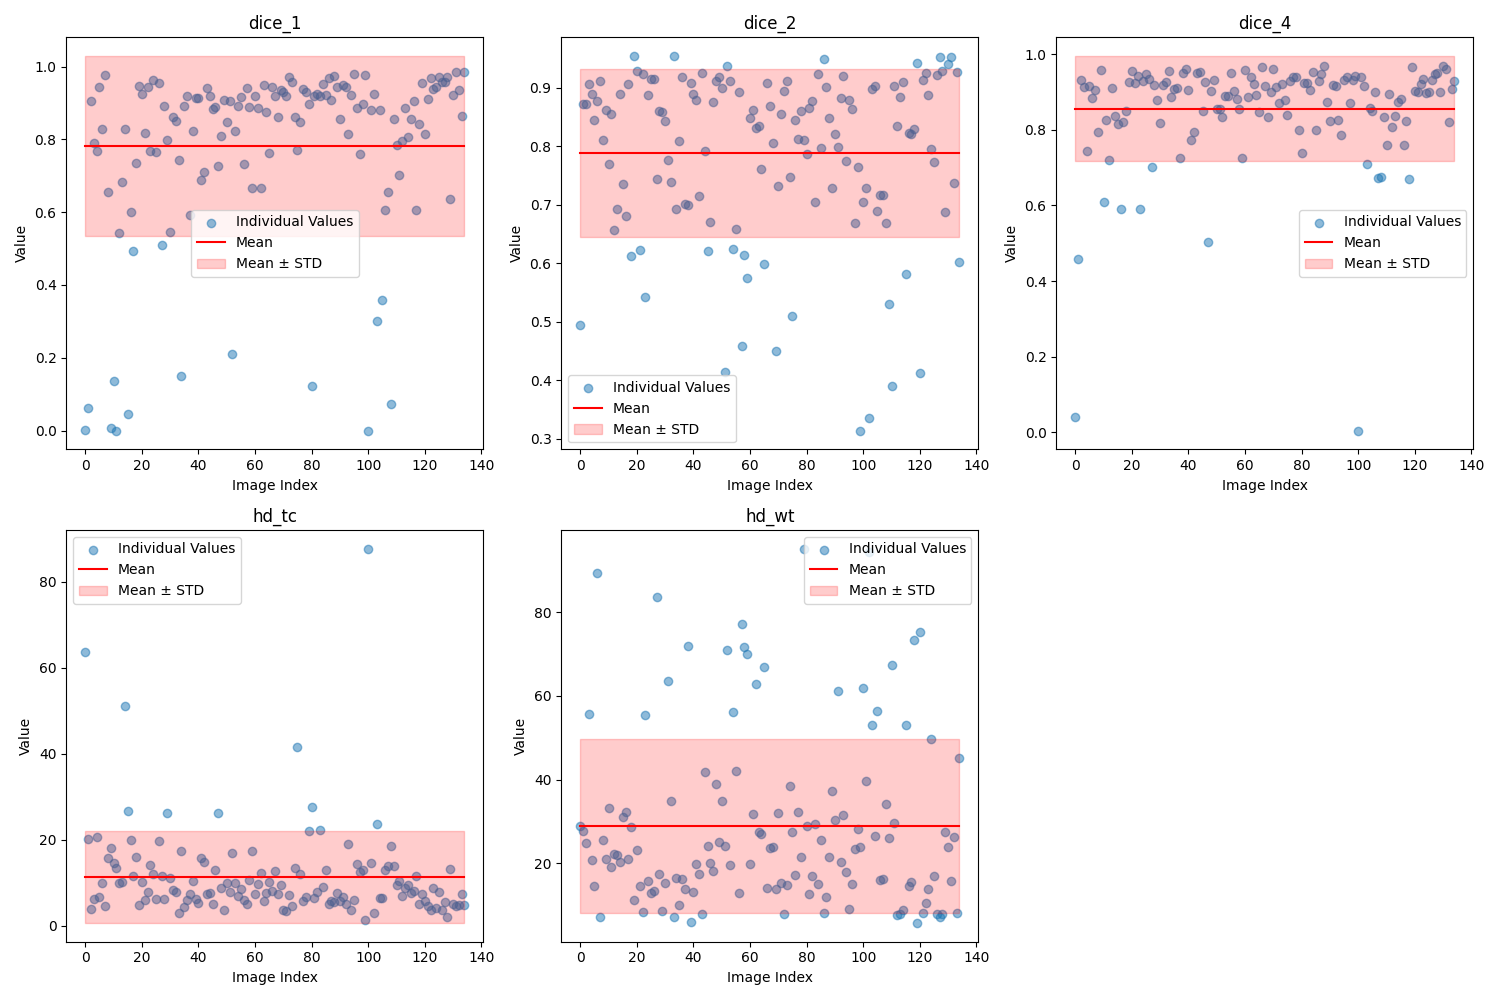 dice_1
1.0
0.8
0.6
0.4
0.2
0.0
Value
0 20 40 60 80 100 120 140
Image Index
Individual Values
Mean
Mean ± STD
dice_2
0.9
0.8
0.7
0.6
0.5
0.4
0.3
Value
0 20 40 60 80 100 120 140
Image Index
Individual Values
Mean
Mean ± STD
dice_4
1.0
0.8
0.6
0.4
0.2
0.0
Value
0 20 40 60 80 100 120 140
Image Index
Individual Values
Mean
Mean ± STD
hd_tc
80
60
40
20
0
Value
0 20 40 60 80 100 120 140
Image Index
Individual Values
Mean
Mean ± STD
hd_wt
80
60
40
20
Value
0 20 40 60 80 100 120 140
Image Index
Individual Values
Mean
Mean ± STD